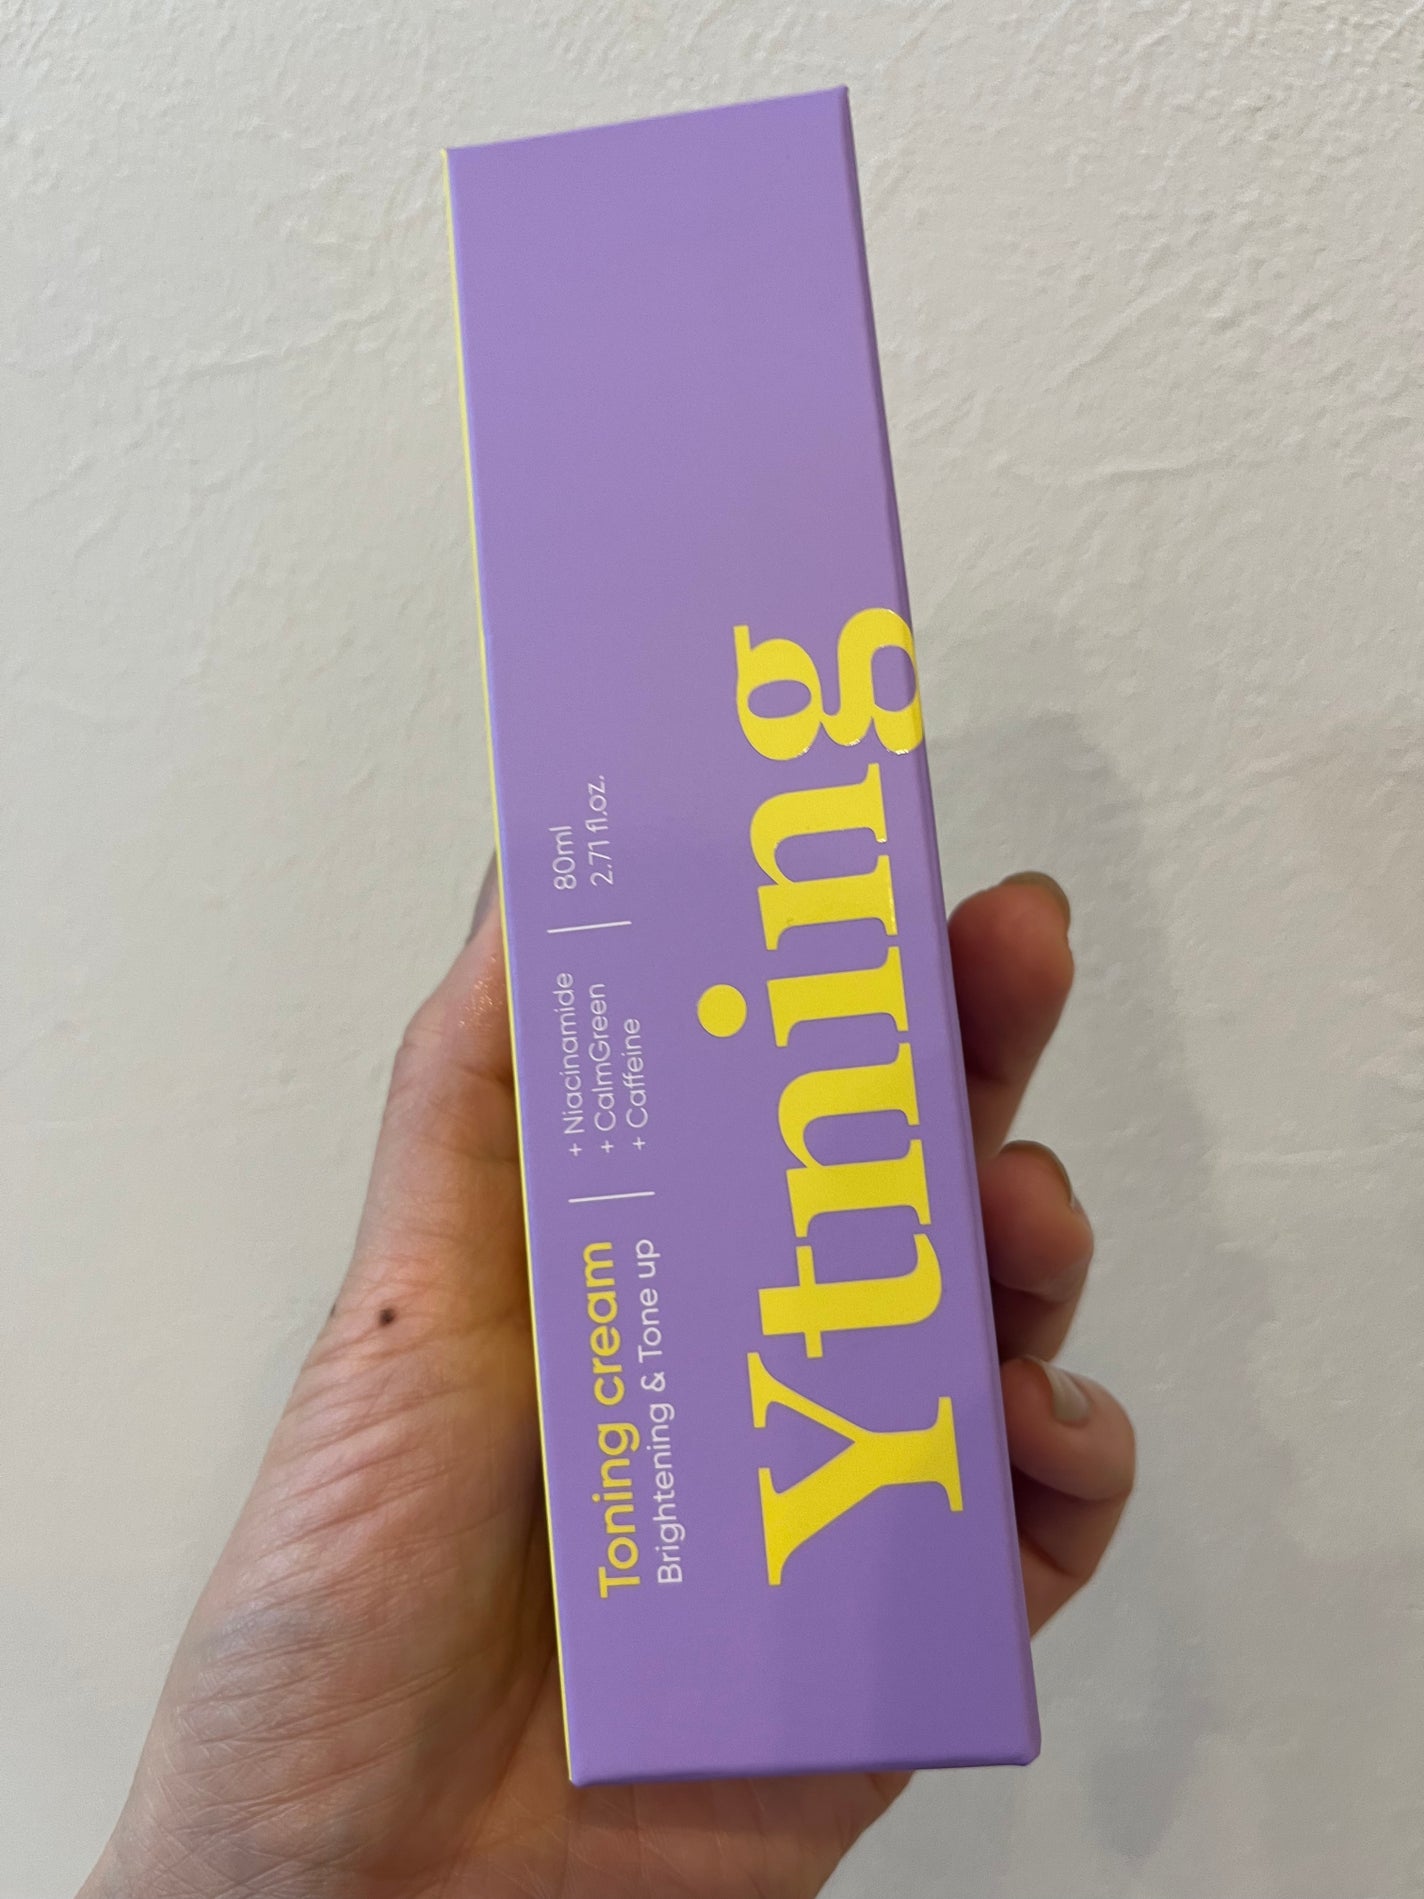 Toning cream
Brightening & Tone up
+ Niacinamide
+ CalmGreen
+ Caffeine
80ml
2.71 fl.oz.
Ytning